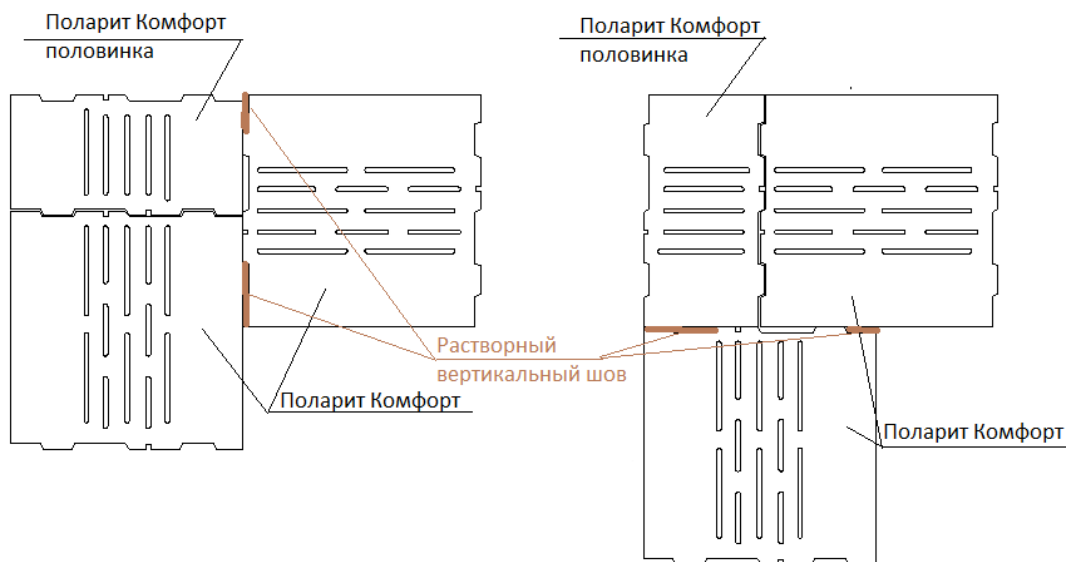 Поларит Комфорт
половинка
Поларит Комфорт
половинка
Растворный
вертикальный шов
Поларит Комфорт
Поларит Комфорт